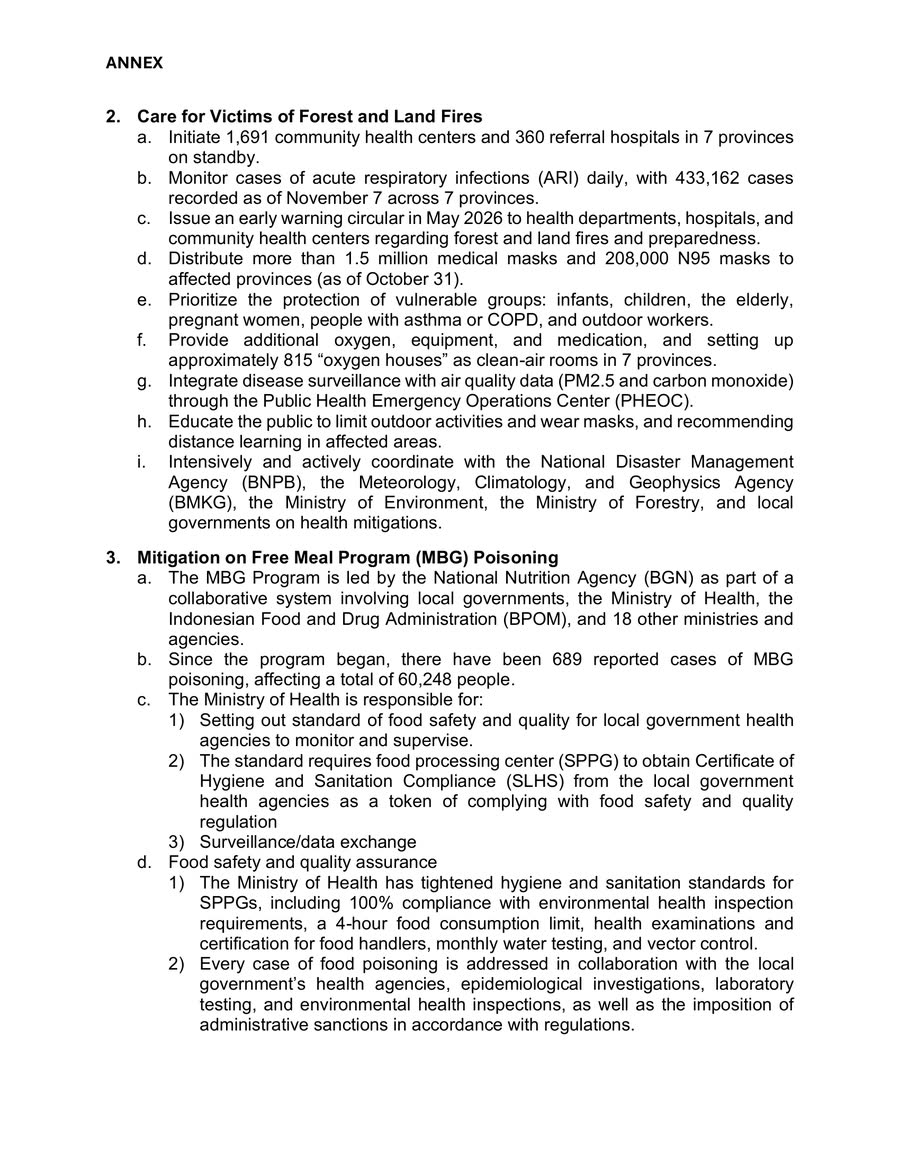 ANNEX
2. Care for Victims of Forest and Land Fires
a. Initiate 1,691 community health centers and 360 referral hospitals in 7 provinces
on standby.
b. Monitor cases of acute respiratory infections (ARI) daily, with 433,162 cases
recorded as of November 7 across 7 provinces.
c. Issue an early warning circular in May 2026 to health departments, hospitals, and
community health centers regarding forest and land fires and preparedness.
d. Distribute more than 1.5 million medical masks and 208,000 N95 masks to
affected provinces (as of October 31).
e. Prioritize the protection of vulnerable groups: infants, children, the elderly,
pregnant women, people with asthma or COPD, and outdoor workers.
f. Provide additional oxygen, equipment, and medication, and setting up
approximately 815 “oxygen houses” as clean-air rooms in 7 provinces.
g. Integrate disease surveillance with air quality data (PM2.5 and carbon monoxide)
through the Public Health Emergency Operations Center (PHEOC).
h. Educate the public to limit outdoor activities and wear masks, and recommending
distance learning in affected areas.
i. Intensively and actively coordinate with the National Disaster Management
Agency (BNPB), the Meteorology, Climatology, and Geophysics Agency
(BMKG), the Ministry of Environment, the Ministry of Forestry, and local
governments on health mitigations.
3. Mitigation on Free Meal Program (MBG) Poisoning
a. The MBG Program is led by the National Nutrition Agency (BGN) as part of a
collaborative system involving local governments, the Ministry of Health, the
Indonesian Food and Drug Administration (BPOM), and 18 other ministries and
agencies.
b. Since the program began, there have been 689 reported cases of MBG
poisoning, affecting a total of 60,248 people.
c. The Ministry of Health is responsible for:
1) Setting out standard of food safety and quality for local government health
agencies to monitor and supervise.
2) The standard requires food processing center (SPPG) to obtain Certificate of
Hygiene and Sanitation Compliance (SLHS) from the local government
health agencies as a token of complying with food safety and quality
regulation
3) Surveillance/data exchange
d. Food safety and quality assurance
1) The Ministry of Health has tightened hygiene and sanitation standards for
SPPGs, including 100% compliance with environmental health inspection
requirements, a 4-hour food consumption limit, health examinations and
certification for food handlers, monthly water testing, and vector control.
2) Every case of food poisoning is addressed in collaboration with the local
government’s health agencies, epidemiological investigations, laboratory
testing, and environmental health inspections, as well as the imposition of
administrative sanctions in accordance with regulations.